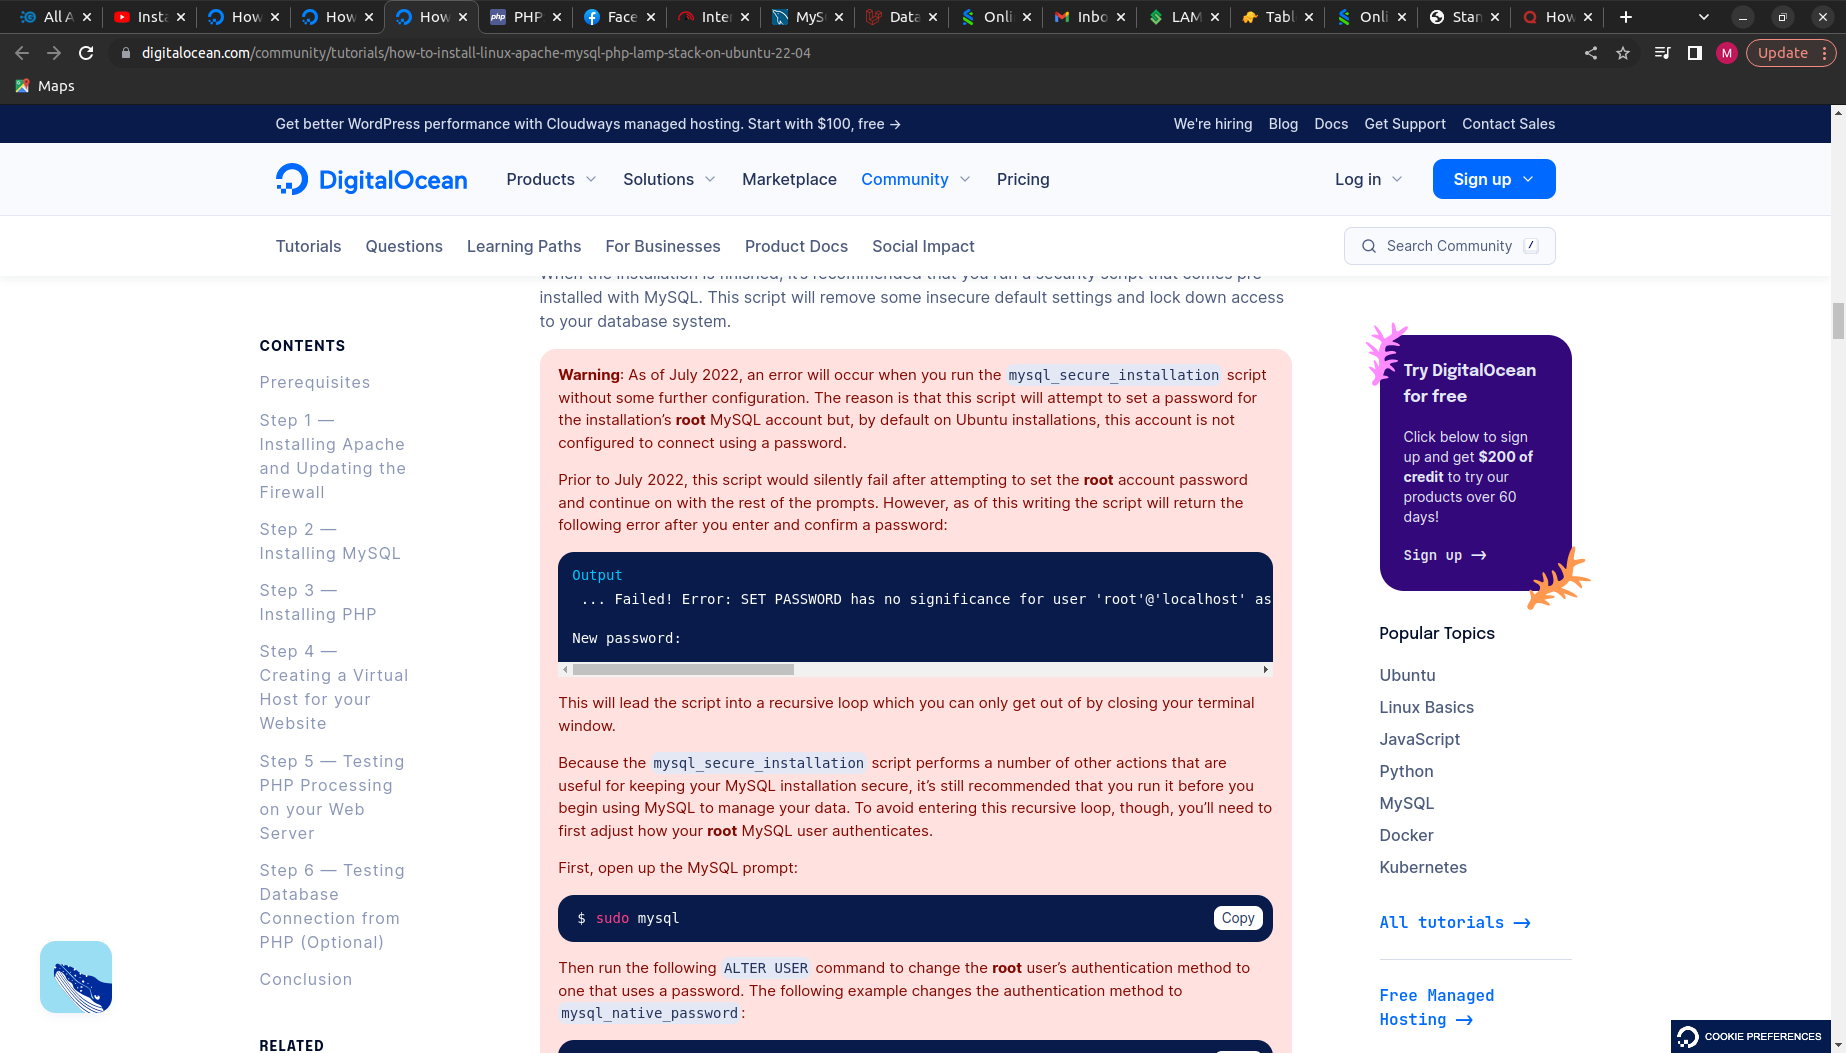 All A
Insta
How
How
How
PHP
Face
Inter
MyS
Data
Onli
Inbo
LAM
Tabl
Onli
Stan
How
digitalocean.com/community/tutorials/how-to-install-linux-apache-mysql-php-lamp-stack-on-ubuntu-22-04
M
Update
Maps
Get better WordPress performance with Cloudways managed hosting. Start with $100, free →
We're hiring Blog Docs Get Support Contact Sales
DigitalOcean
Products Solutions Marketplace Community Pricing
Log in
Sign up
Tutorials Questions Learning Paths For Businesses Product Docs Social Impact
Search Community /
When the installation is finished, it's recommended that you run a security script that comes pre-
installed with MySQL. This script will remove some insecure default settings and lock down access
to your database system.
CONTENTS
Prerequisites
Step 1 —
Installing Apache
and Updating the
Firewall
Step 2 —
Installing MySQL
Step 3 —
Installing PHP
Step 4 —
Creating a Virtual
Host for your
Website
Step 5 — Testing
PHP Processing
on your Web
Server
Step 6 — Testing
Database
Connection from
PHP (Optional)
Conclusion
RELATED
Warning: As of July 2022, an error will occur when you run the mysql_secure_installation script
without some further configuration. The reason is that this script will attempt to set a password for
the installation's root MySQL account but, by default on Ubuntu installations, this account is not
configured to connect using a password.
Prior to July 2022, this script would silently fail after attempting to set the root account password
and continue on with the rest of the prompts. However, as of this writing the script will return the
following error after you enter and confirm a password:
Output
... Failed! Error: SET PASSWORD has no significance for user 'root'@'localhost' as
New password:
This will lead the script into a recursive loop which you can only get out of by closing your terminal
window.
Because the mysql_secure_installation script performs a number of other actions that are
useful for keeping your MySQL installation secure, it's still recommended that you run it before you
begin using MySQL to manage your data. To avoid entering this recursive loop, though, you'll need to
first adjust how your root MySQL user authenticates.
First, open up the MySQL prompt:
$ sudo mysql
Copy
Then run the following ALTER USER command to change the root user's authentication method to
one that uses a password. The following example changes the authentication method to
mysql_native_password:
Try DigitalOcean
for free
Click below to sign
up and get $200 of
credit to try our
products over 60
days!
Sign up →
Popular Topics
Ubuntu
Linux Basics
JavaScript
Python
MySQL
Docker
Kubernetes
All tutorials →
Free Managed
Hosting →
COOKIE PREFERENCES